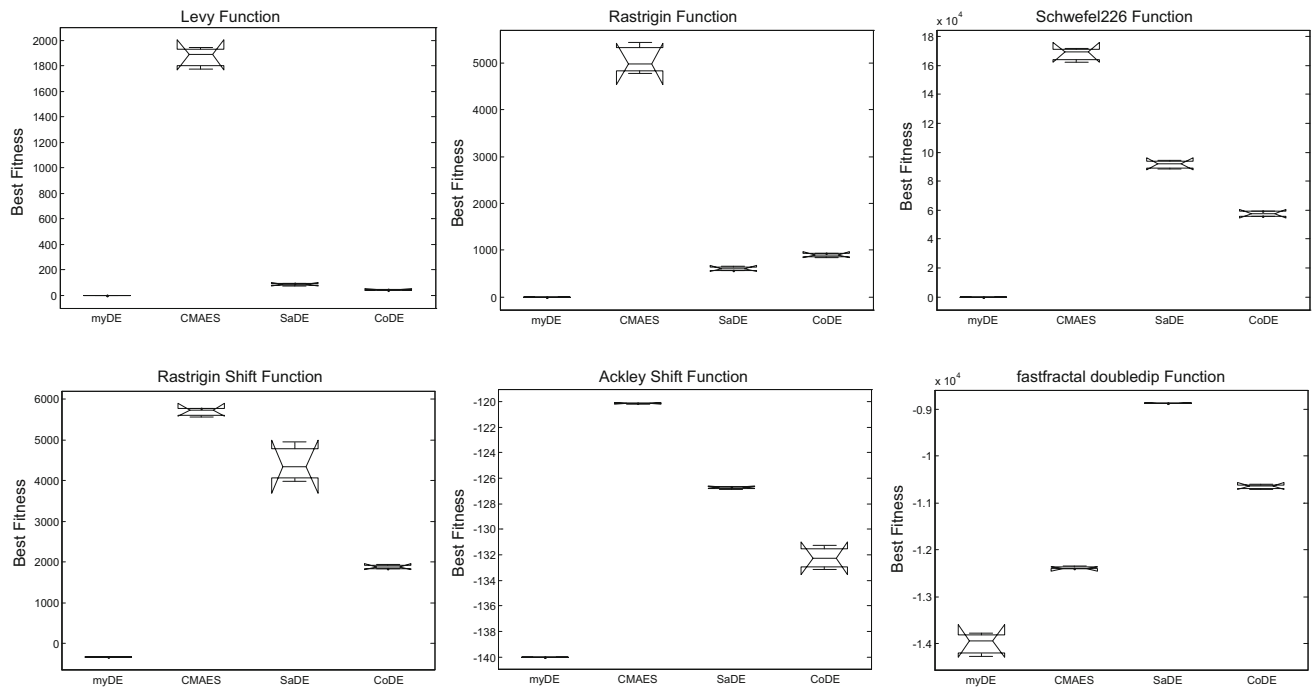 Levy Function
Best Fitness
2000
1800
1600
1400
1200
1000
800
600
400
200
0
myDE CMAES SaDE CoDE
Rastrigin Function
Best Fitness
5000
4000
3000
2000
1000
0
myDE CMAES SaDE CoDE
Schwefel226 Function
x 10⁴
Best Fitness
18
16
14
12
10
8
6
4
2
0
myDE CMAES SaDE CoDE
Rastrigin Shift Function
Best Fitness
6000
5000
4000
3000
2000
1000
0
myDE CMAES SaDE CoDE
Ackley Shift Function
Best Fitness
-120
-122
-124
-126
-128
-130
-132
-134
-136
-138
-140
myDE CMAES SaDE CoDE
fastfractal doubledip Function
x 10⁴
Best Fitness
-0.9
-1
-1.1
-1.2
-1.3
-1.4
myDE CMAES SaDE CoDE